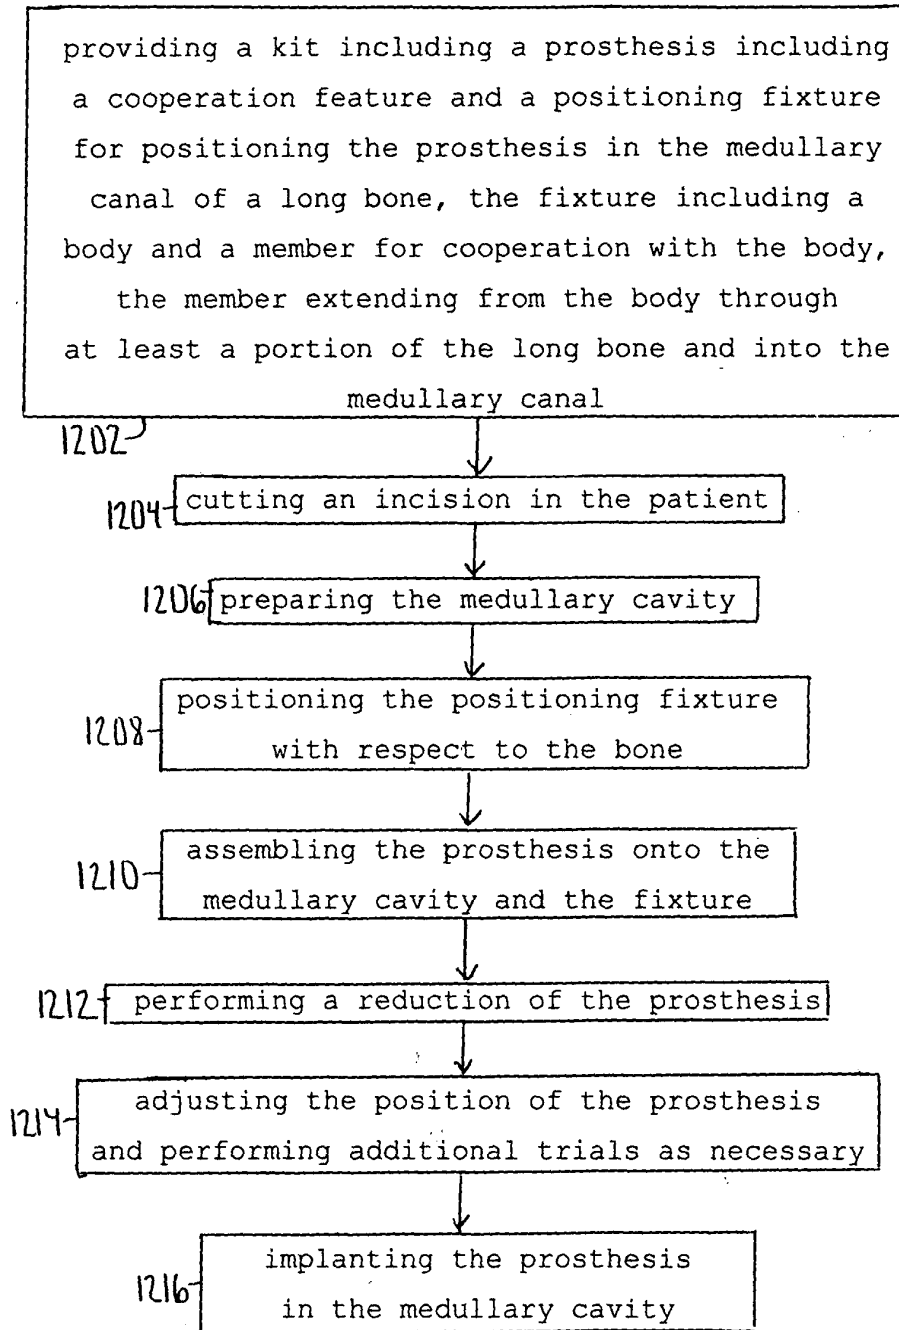 providing a kit including a prosthesis including
a cooperation feature and a positioning fixture
for positioning the prosthesis in the medullary
canal of a long bone, the fixture including a
body and a member for cooperation with the body,
the member extending from the body through
at least a portion of the long bone and into the
medullary canal
1202
1204
cutting an incision in the patient
1206
preparing the medullary cavity
positioning the positioning fixture
1208
with respect to the bone
assembling the prosthesis onto the
1210
medullary cavity and the fixture
1212
performing a reduction of the prosthesis
adjusting the position of the prosthesis
1214
and performing additional trials as necessary
implanting the prosthesis
1216
in the medullary cavity